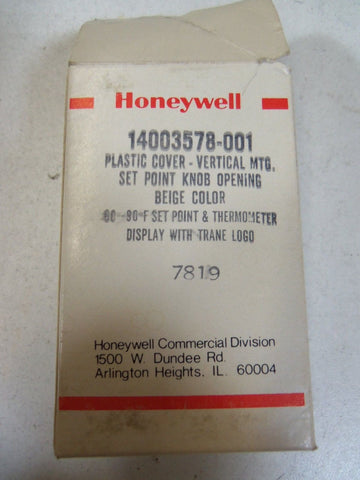 Honeywell
14003578-001
PLASTIC COVER - VERTICAL MTG.
SET POINT KNOB OPENING
BEIGE COLOR
60 -90°F SET POINT & THERMOMETER
DISPLAY WITH TRANE LOGO
7819
Honeywell Commercial Division
1500 W. Dundee Rd.
Arlington Heights, IL. 60004